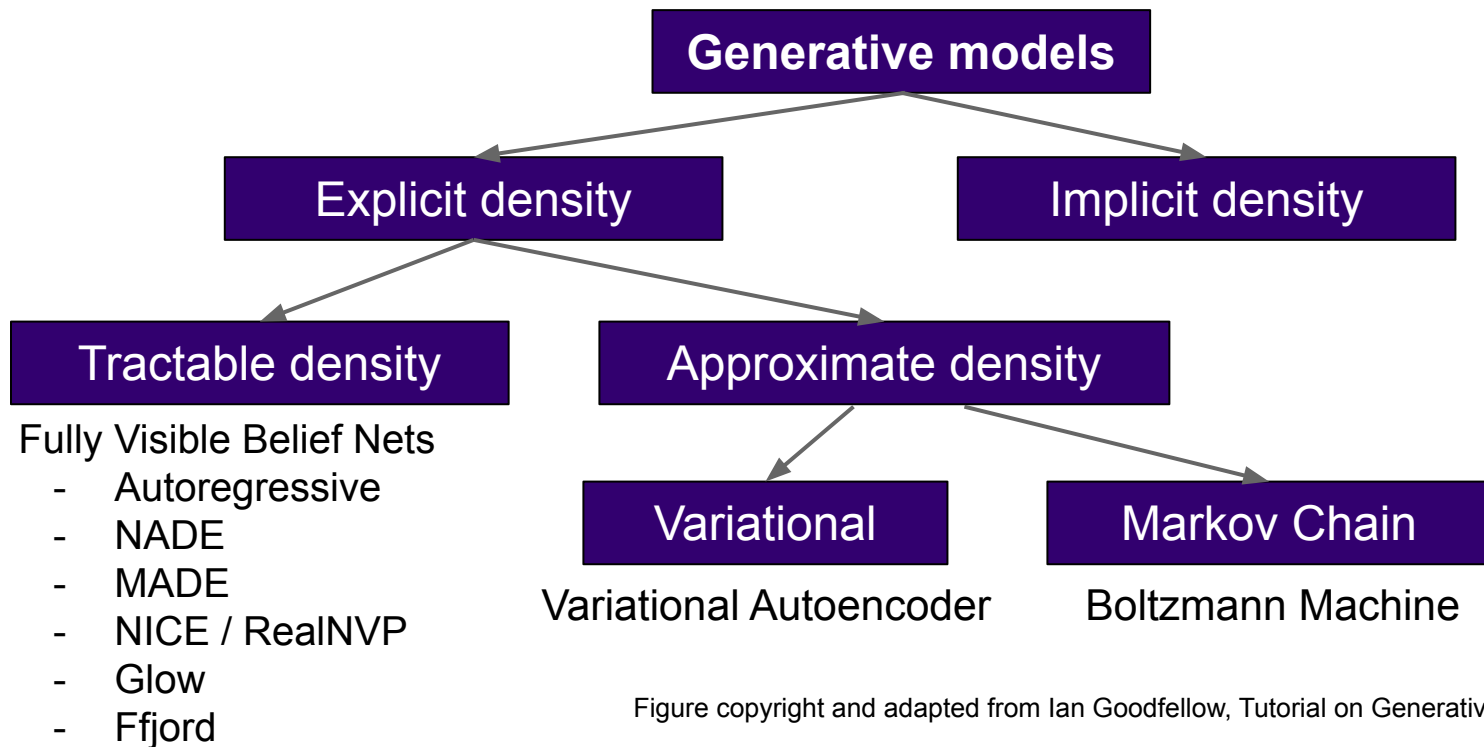 Generative models
Explicit density
Implicit density
Tractable density
Approximate density
Fully Visible Belief Nets
- Autoregressive
- NADE
- MADE
- NICE / RealNVP
- Glow
- Ffjord
Variational
Markov Chain
Variational Autoencoder
Boltzmann Machine
Figure copyright and adapted from Ian Goodfellow, Tutorial on Generativ